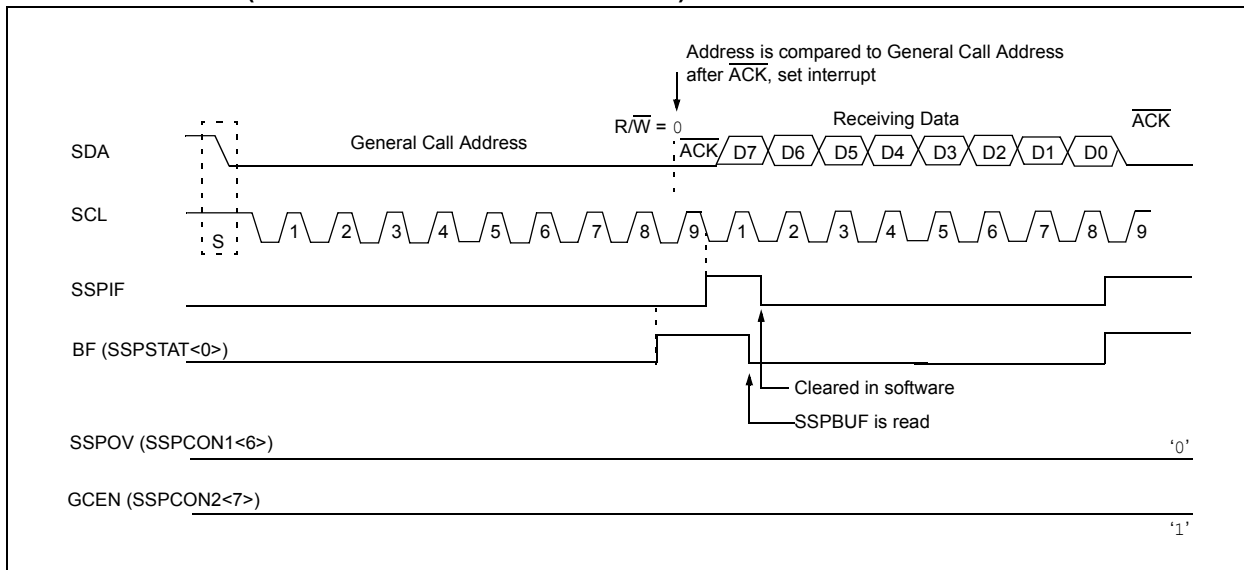 Address is compared to General Call Address
after ACK, set interrupt
R/W = 0
Receiving Data
ACK
General Call Address
SDA
ACK
D7 D6 D5 D4 D3 D2 D1 D0
SCL
S
1 2 3 4 5 6 7 8 9 1 2 3 4 5 6 7 8 9
SSPIF
BF (SSPSTAT<0>)
Cleared in software
SSPBUF is read
SSPOV (SSPCON1<6>)
‘0’
GCEN (SSPCON2<7>)
‘1’